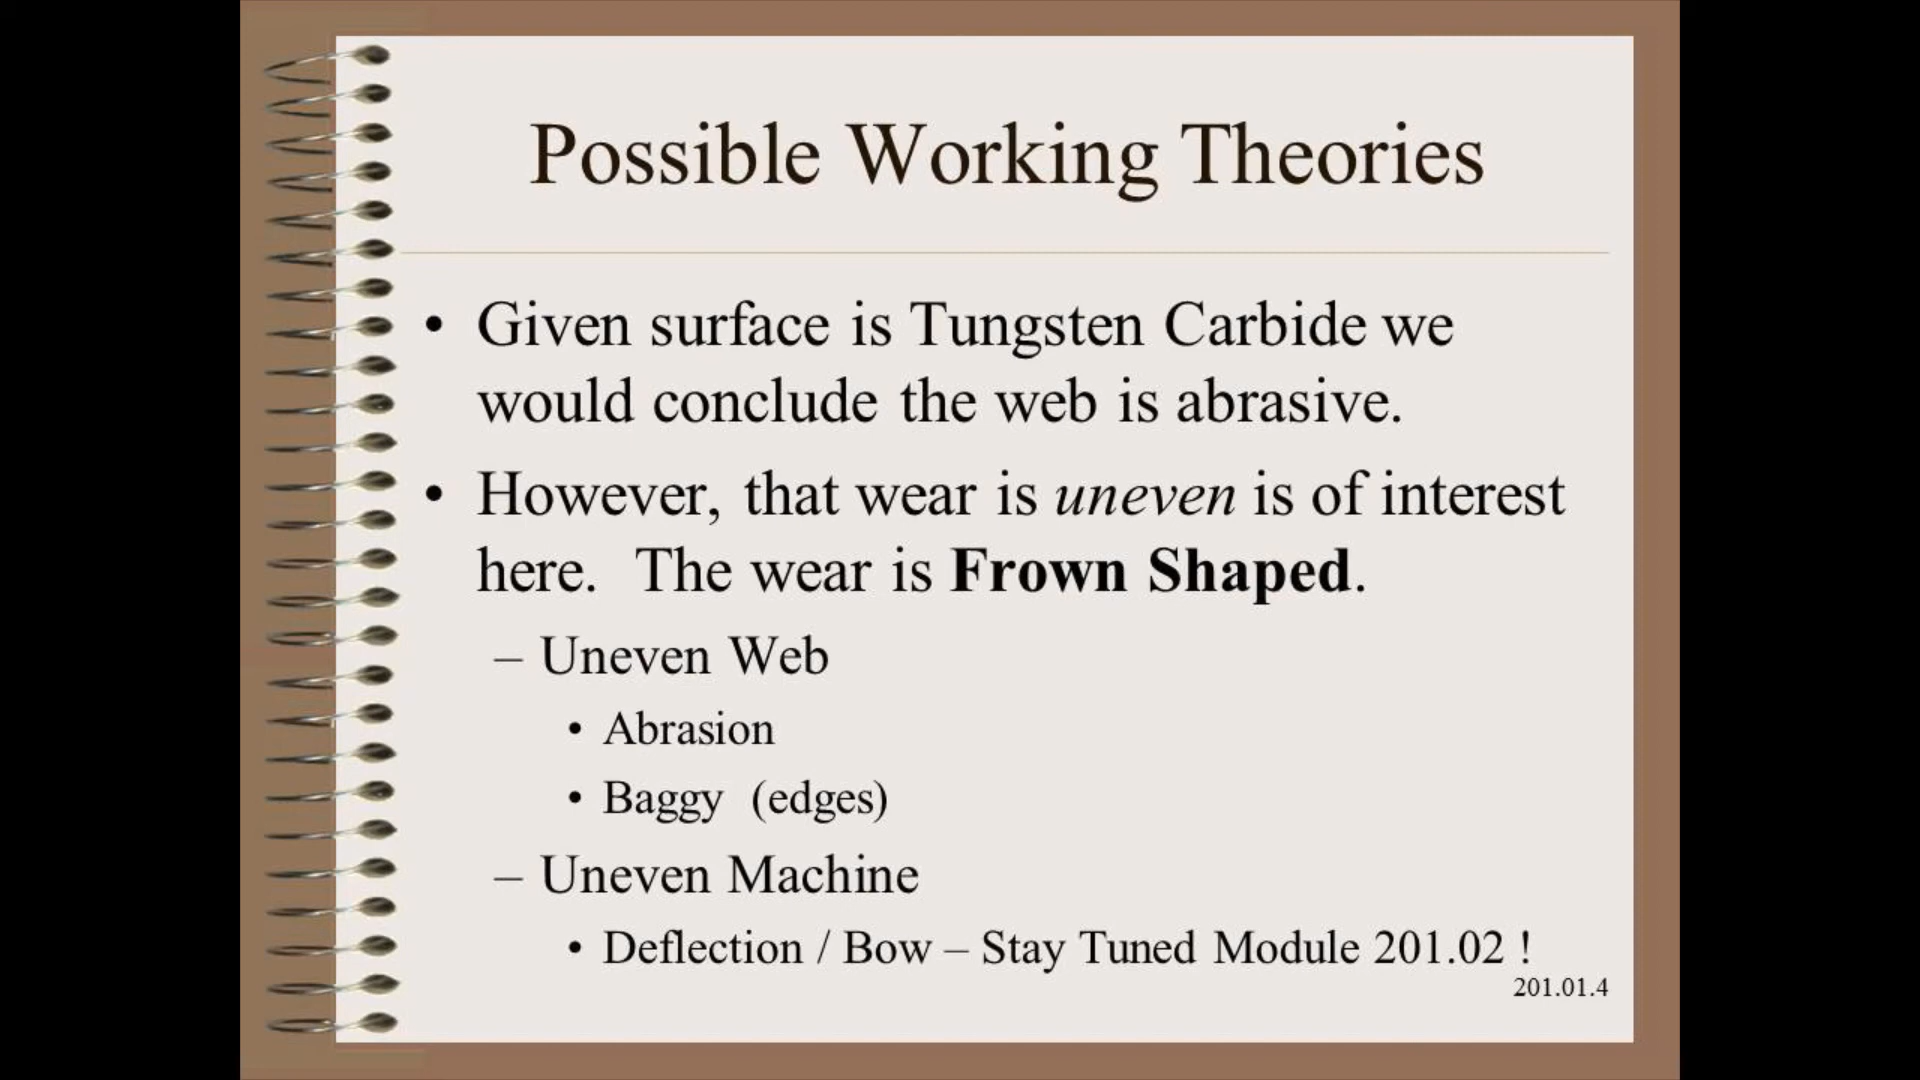 Possible Working Theories
• Given surface is Tungsten Carbide we
would conclude the web is abrasive.
• However, that wear is uneven is of interest
here.  The wear is Frown Shaped.
– Uneven Web
• Abrasion
• Baggy  (edges)
– Uneven Machine
• Deflection / Bow – Stay Tuned Module 201.02 !
201.01.4